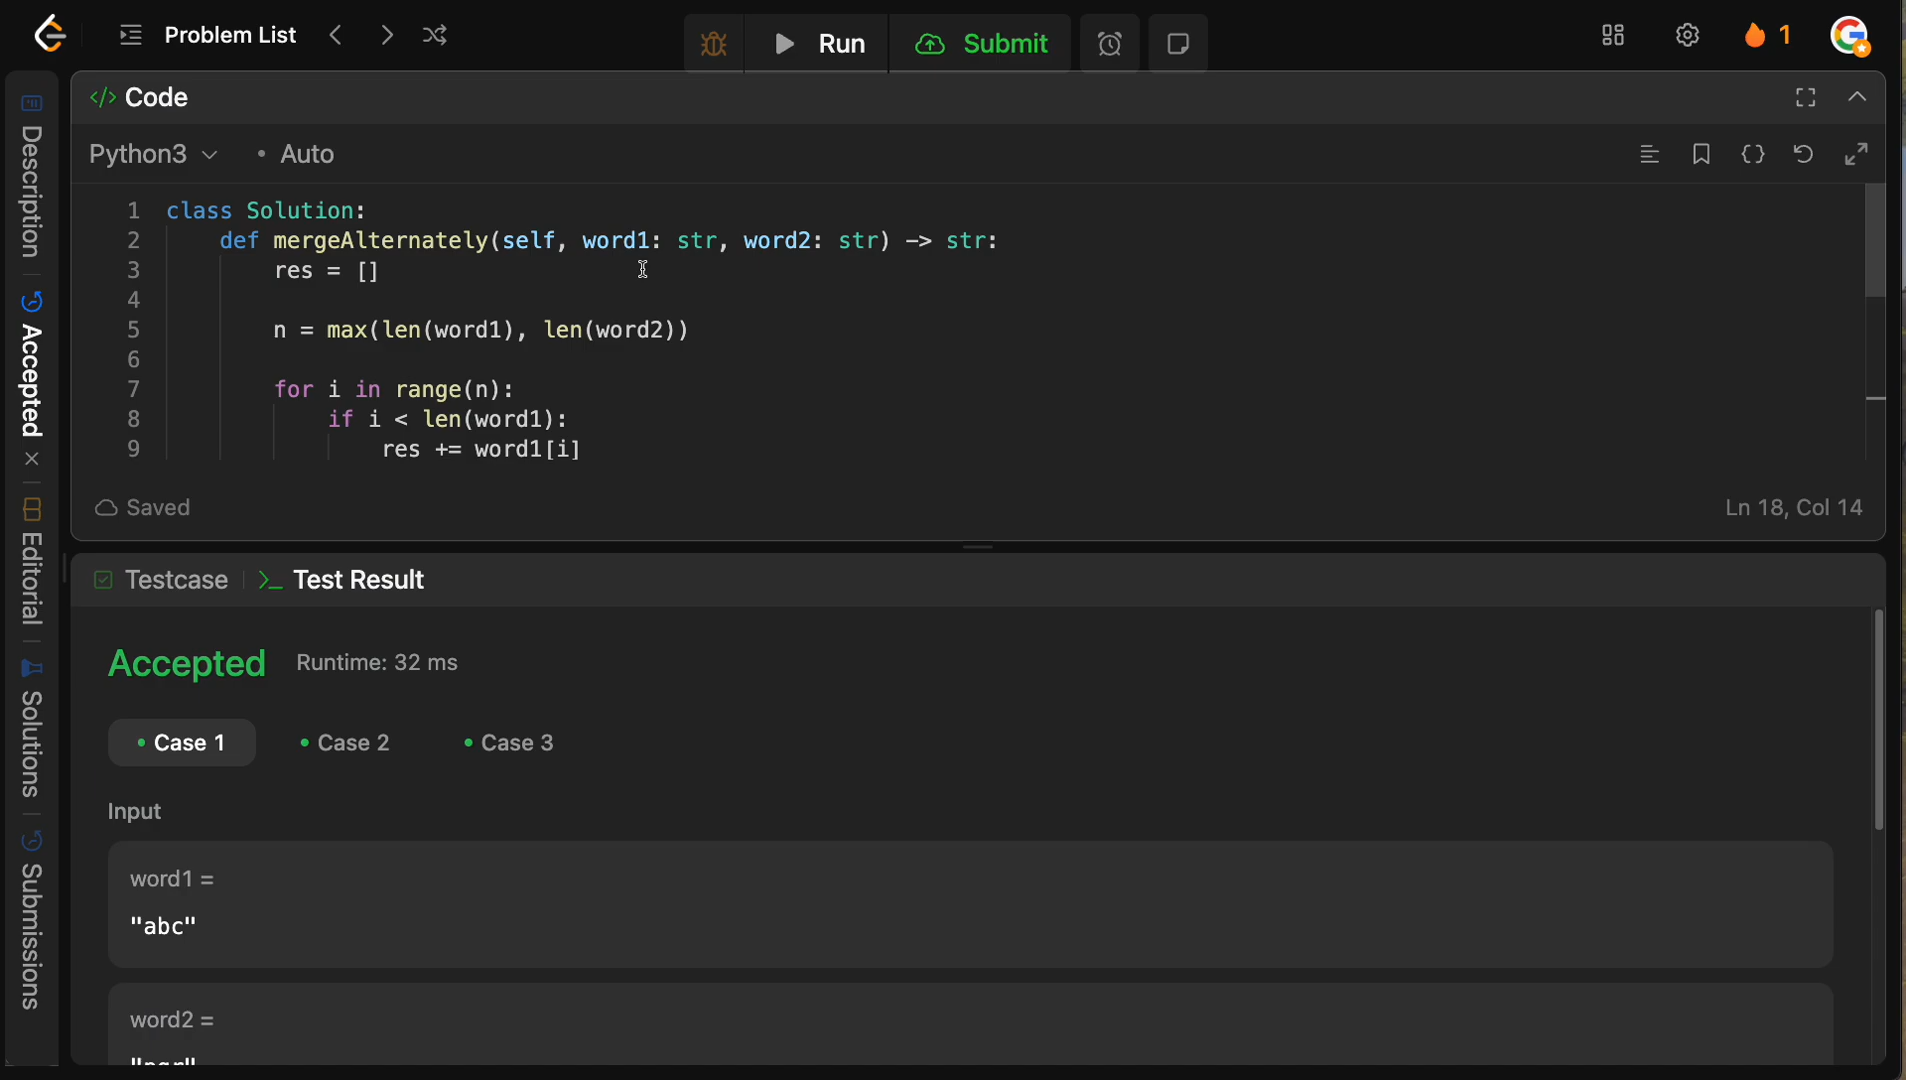 Problem List
Run
Submit
1
Description
Accepted
Editorial
Solutions
Submissions
</> Code
Python3
• Auto
1 class Solution:
2 def mergeAlternately(self, word1: str, word2: str) -> str:
3 res = []
4
5 n = max(len(word1), len(word2))
6
7 for i in range(n):
8 if i < len(word1):
9 res += word1[i]
Saved
Ln 18, Col 14
Testcase
>_ Test Result
Accepted Runtime: 32 ms
• Case 1 • Case 2 • Case 3
Input
word1 =
"abc"
word2 =